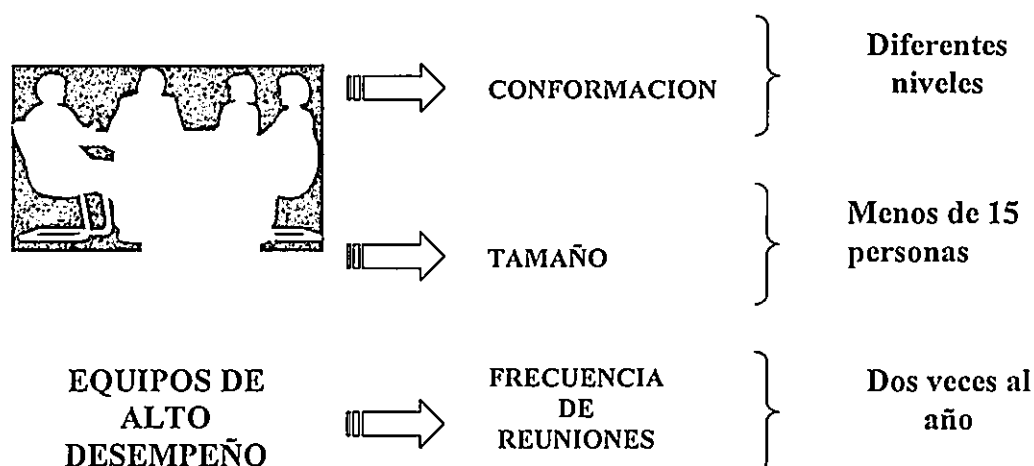 CONFORMACION
Diferentes
niveles
TAMAÑO
Menos de 15
personas
EQUIPOS DE
ALTO
DESEMPEÑO
FRECUENCIA
DE
REUNIONES
Dos veces al
año